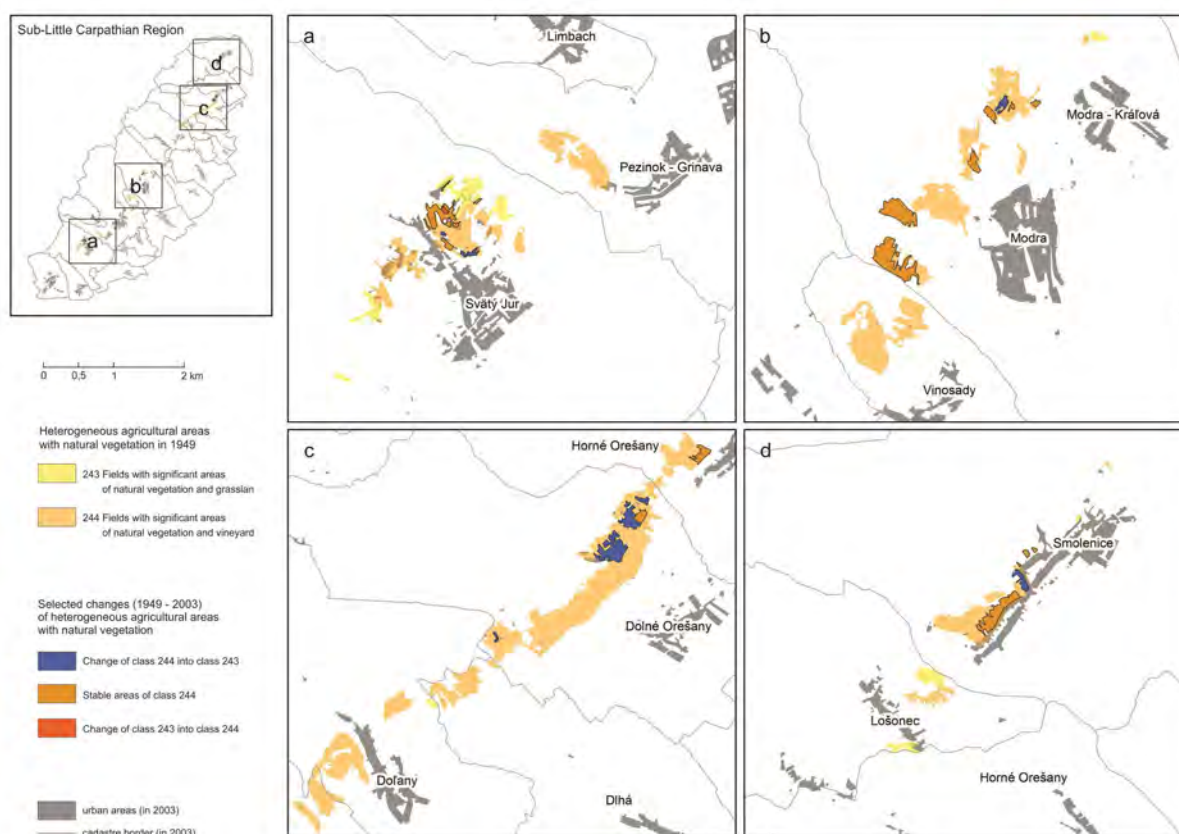 Sub-Little Carpathian Region
d
c
b
a
0 0,5 1 2 km
Heterogeneous agricultural areas
with natural vegetation in 1949
243 Fields with significant areas
of natural vegetation and grasslan
244 Fields with significant areas
of natural vegetation and vineyard
Selected changes (1949 - 2003)
of heterogeneous agricultural areas
with natural vegetation
Change of class 244 into class 243
Stable areas of class 244
Change of class 243 into class 244
urban areas (in 2003)
cadastre border (in 2003)
a
Limbach
Pezinok - Grinava
Svätý Jur
b
Modra - Kráľová
Modra
Vinosady
c
Horné Orešany
Dolné Orešany
Doľany
Dlhá
d
Smolenice
Lošonec
Horné Orešany